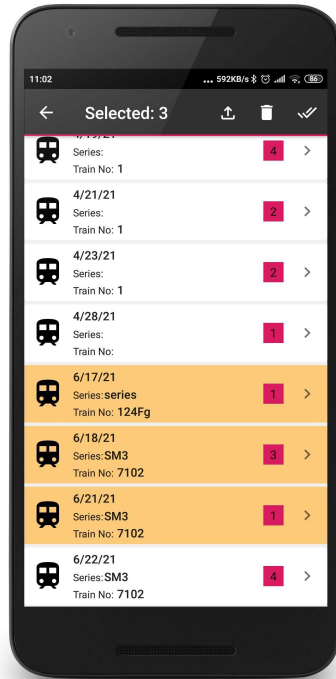 11:02
... 592KB/s 86
Selected: 3
4/19/21
Series:
4
Train No: 1
4/21/21
Series:
2
Train No: 1
4/23/21
Series:
2
Train No: 1
4/28/21
Series:
1
Train No:
6/17/21
Series:series
1
Train No: 124Fg
6/18/21
Series:SM3
3
Train No: 7102
6/21/21
Series:SM3
1
Train No: 7102
6/22/21
Series:SM3
4
Train No: 7102